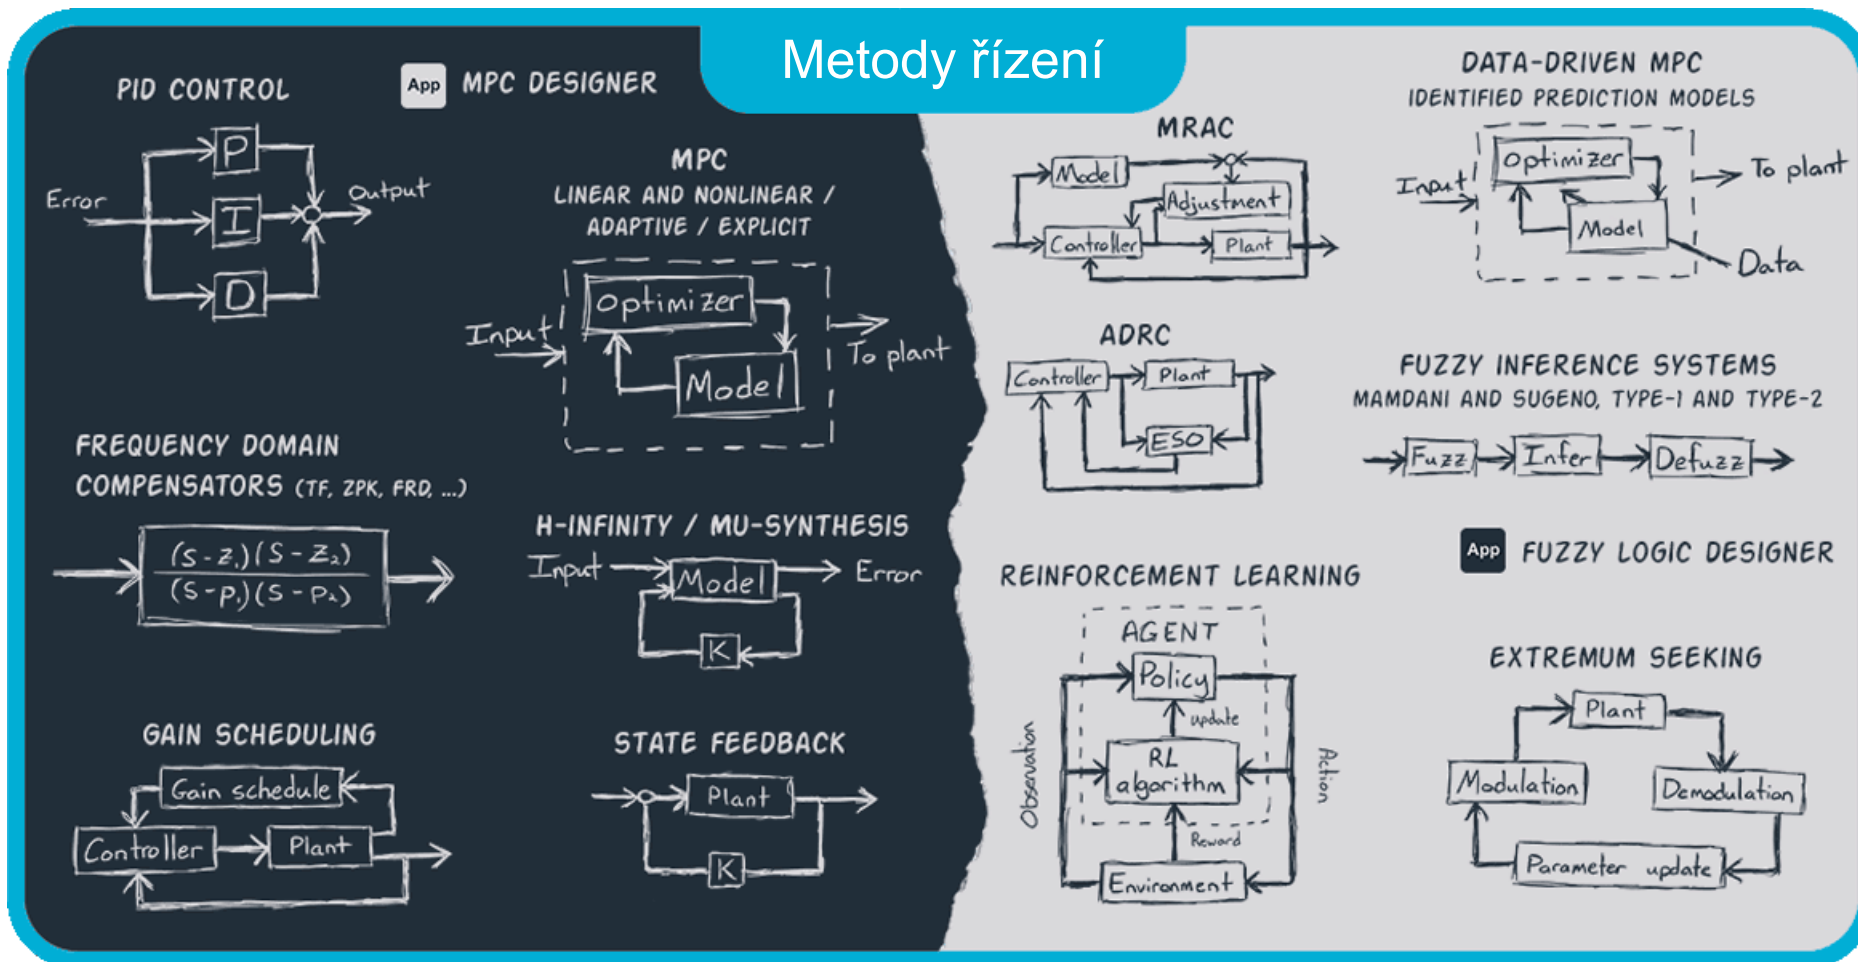 Metody řízení
PID CONTROL
Error
P
I
D
Output
App
MPC DESIGNER
MPC
LINEAR AND NONLINEAR /
ADAPTIVE / EXPLICIT
Input
Optimizer
Model
To plant
FREQUENCY DOMAIN
COMPENSATORS (TF, ZPK, FRD, ...)
(S-Z₁)(S-Z₂)
(S-P₁)(S-P₂)
H-INFINITY / MU-SYNTHESIS
Input
Model
Error
K
GAIN SCHEDULING
Gain schedule
Controller
Plant
STATE FEEDBACK
Plant
K
MRAC
Model
Adjustment
Controller
Plant
DATA-DRIVEN MPC
IDENTIFIED PREDICTION MODELS
Input
Optimizer
Model
To plant
Data
ADRC
Controller
Plant
ESO
FUZZY INFERENCE SYSTEMS
MAMDANI AND SUGENO, TYPE-1 AND TYPE-2
Fuzz
Infer
Defuzz
App
FUZZY LOGIC DESIGNER
REINFORCEMENT LEARNING
AGENT
Policy
update
RL
algorithm
Observation
Action
Reward
Environment
EXTREMUM SEEKING
Plant
Modulation
Demodulation
Parameter update